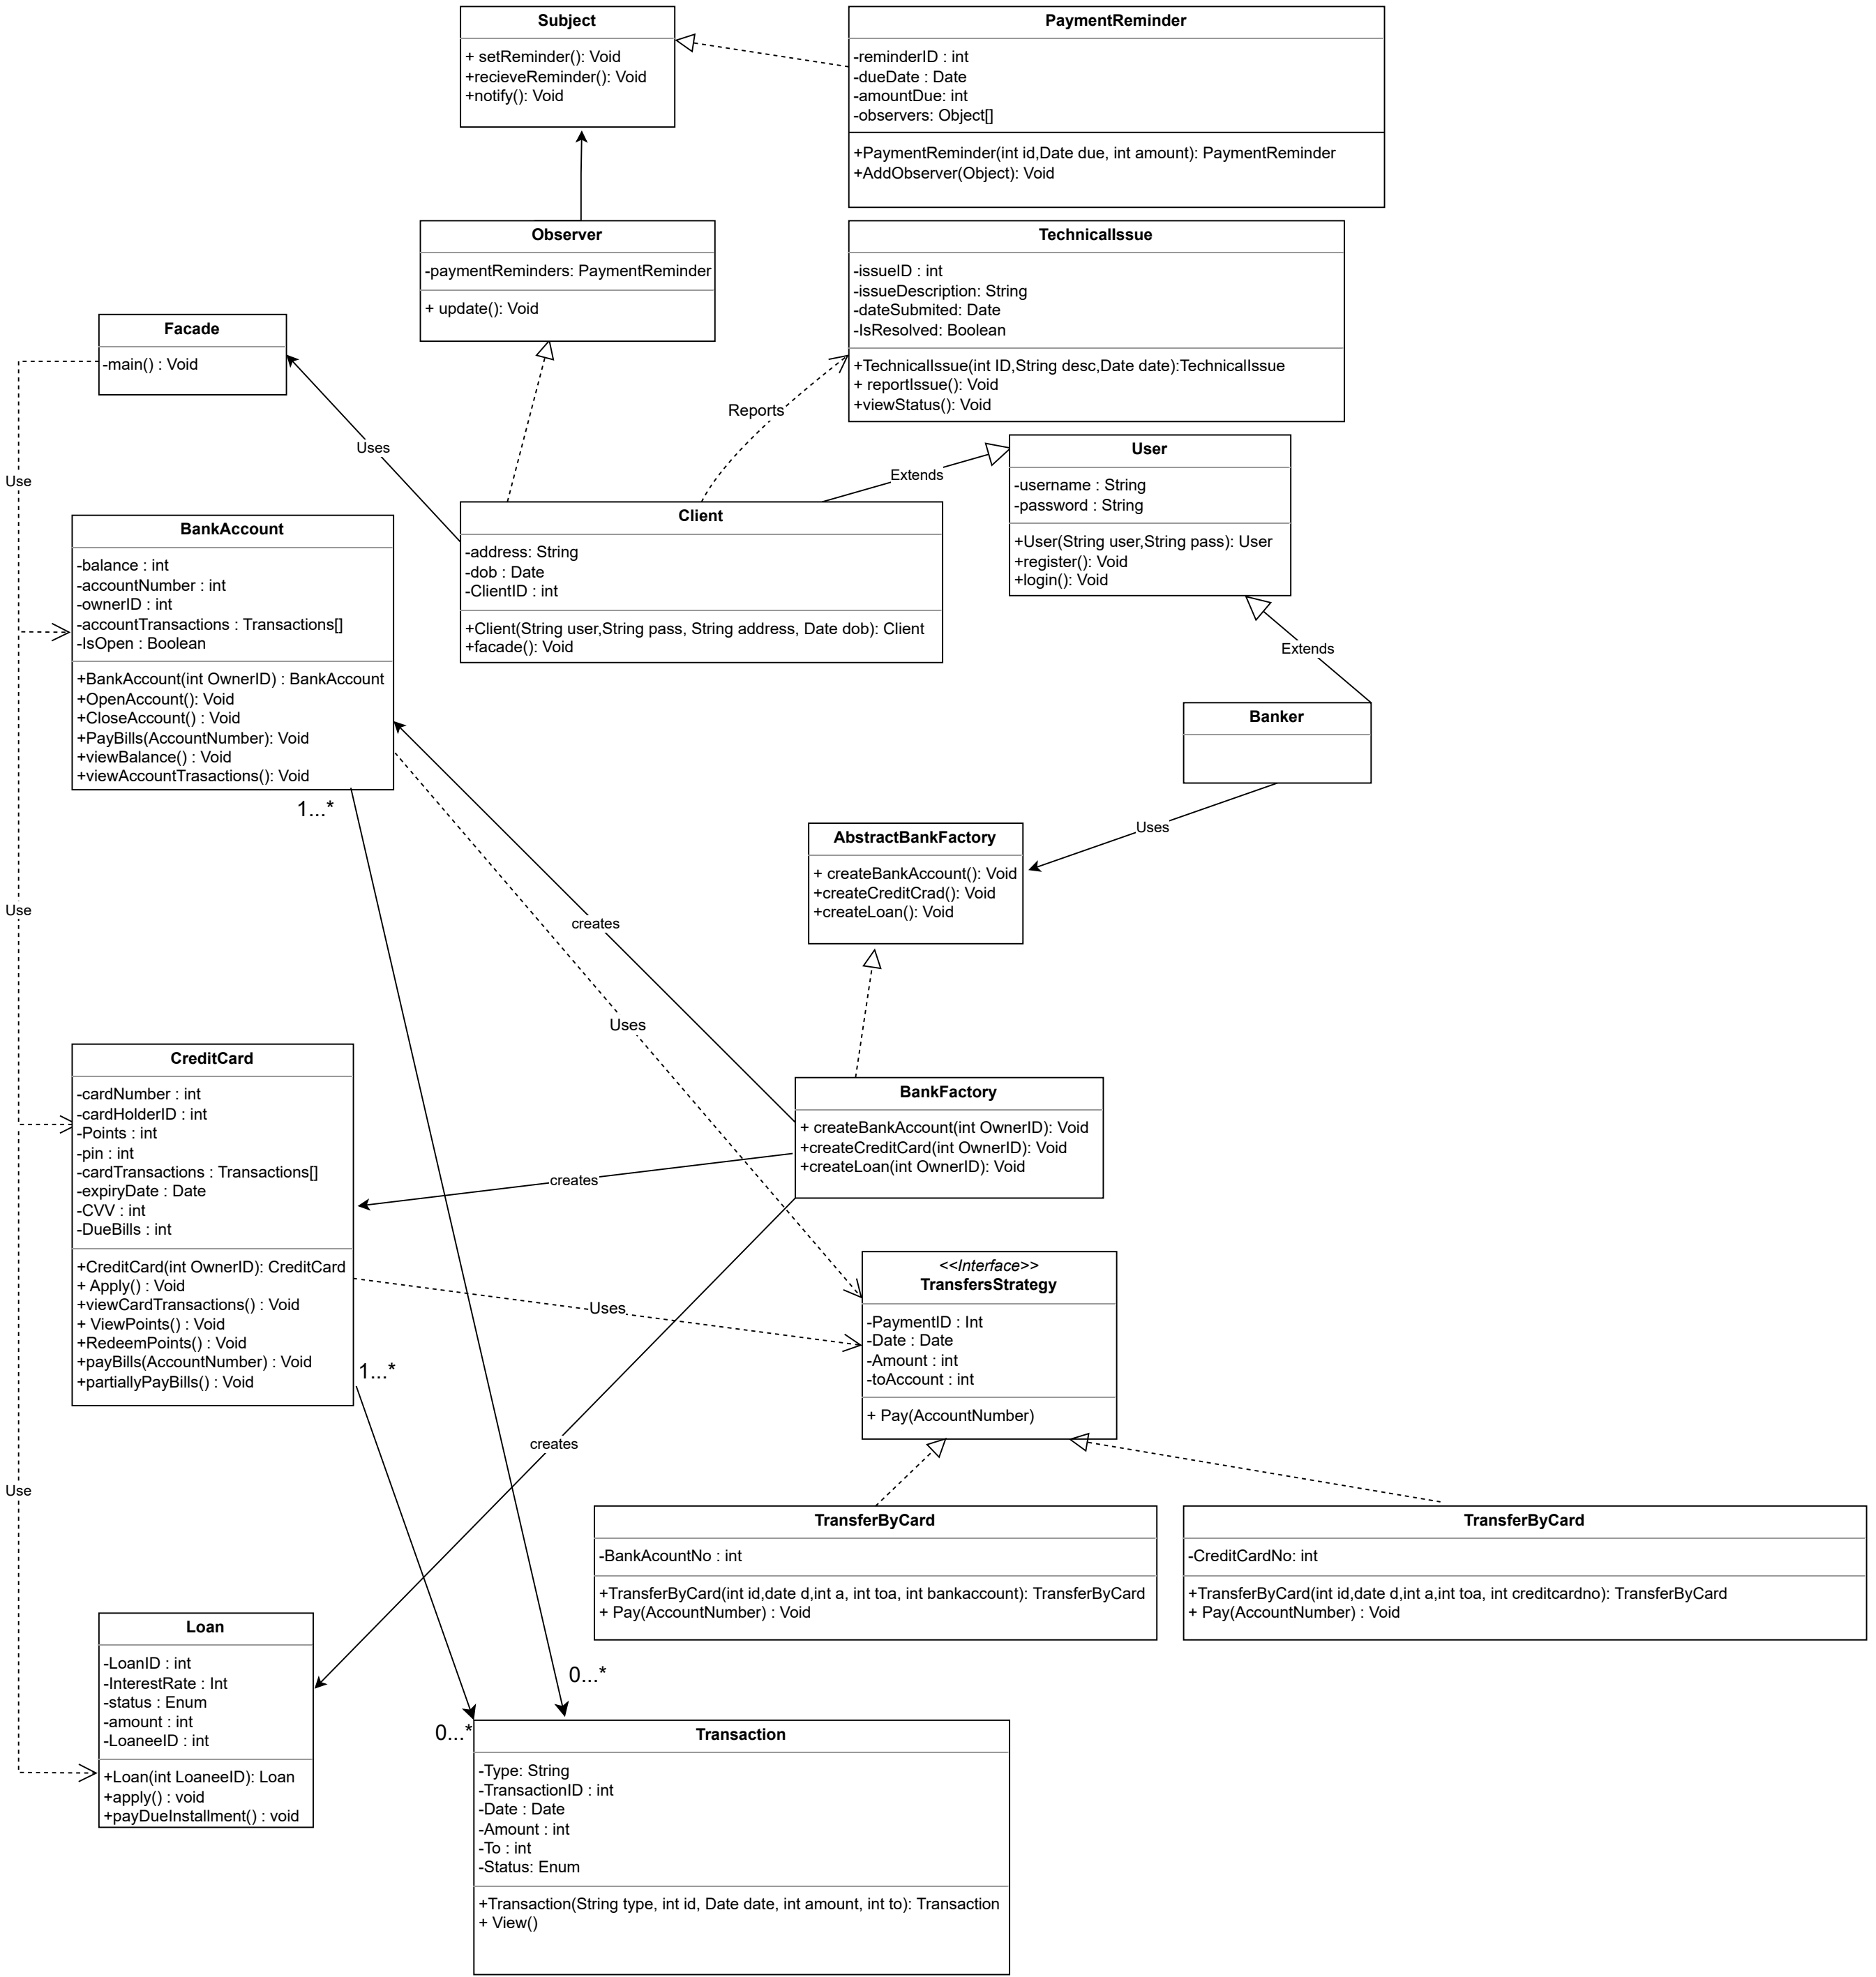 Subject
+ setReminder(): Void
+recieveReminder(): Void
+notify(): Void
PaymentReminder
-reminderID : int
-dueDate : Date
-amountDue: int
-observers: Object[]
+PaymentReminder(int id,Date due, int amount): PaymentReminder
+AddObserver(Object): Void
Observer
-paymentReminders: PaymentReminder
+ update(): Void
TechnicalIssue
-issueID : int
-issueDescription: String
-dateSubmited: Date
-IsResolved: Boolean
+TechnicalIssue(int ID,String desc,Date date):TechnicalIssue
+ reportIssue(): Void
+viewStatus(): Void
Facade
-main() : Void
Reports
Uses
Extends
User
-username : String
-password : String
+User(String user,String pass): User
+register(): Void
+login(): Void
Use
BankAccount
-balance : int
-accountNumber : int
-ownerID : int
-accountTransactions : Transactions[]
-IsOpen : Boolean
+BankAccount(int OwnerID) : BankAccount
+OpenAccount(): Void
+CloseAccount() : Void
+PayBills(AccountNumber): Void
+viewBalance() : Void
+viewAccountTrasactions(): Void
Client
-address: String
-dob : Date
-ClientID : int
+Client(String user,String pass, String address, Date dob): Client
+facade(): Void
Extends
Banker
1...*
Uses
AbstractBankFactory
+ createBankAccount(): Void
+createCreditCrad(): Void
+createLoan(): Void
Use
creates
Uses
CreditCard
-cardNumber : int
-cardHolderID : int
-Points : int
-pin : int
-cardTransactions : Transactions[]
-expiryDate : Date
-CVV : int
-DueBills : int
+CreditCard(int OwnerID): CreditCard
+ Apply() : Void
+viewCardTransactions() : Void
+ ViewPoints() : Void
+RedeemPoints() : Void
+payBills(AccountNumber) : Void
+partiallyPayBills() : Void
BankFactory
+ createBankAccount(int OwnerID): Void
+createCreditCard(int OwnerID): Void
+createLoan(int OwnerID): Void
creates
<<Interface>>
TransfersStrategy
-PaymentID : Int
-Date : Date
-Amount : int
-toAccount : int
+ Pay(AccountNumber)
Uses
1...*
creates
Use
TransferByCard
-BankAcountNo : int
+TransferByCard(int id,date d,int a, int toa, int bankaccount): TransferByCard
+ Pay(AccountNumber) : Void
TransferByCard
-CreditCardNo: int
+TransferByCard(int id,date d,int a,int toa, int creditcardno): TransferByCard
+ Pay(AccountNumber) : Void
Loan
-LoanID : int
-InterestRate : Int
-status : Enum
-amount : int
-LoaneeID : int
+Loan(int LoaneeID): Loan
+apply() : void
+payDueInstallment() : void
0...*
0...*
Transaction
-Type: String
-TransactionID : int
-Date : Date
-Amount : int
-To : int
-Status: Enum
+Transaction(String type, int id, Date date, int amount, int to): Transaction
+ View()